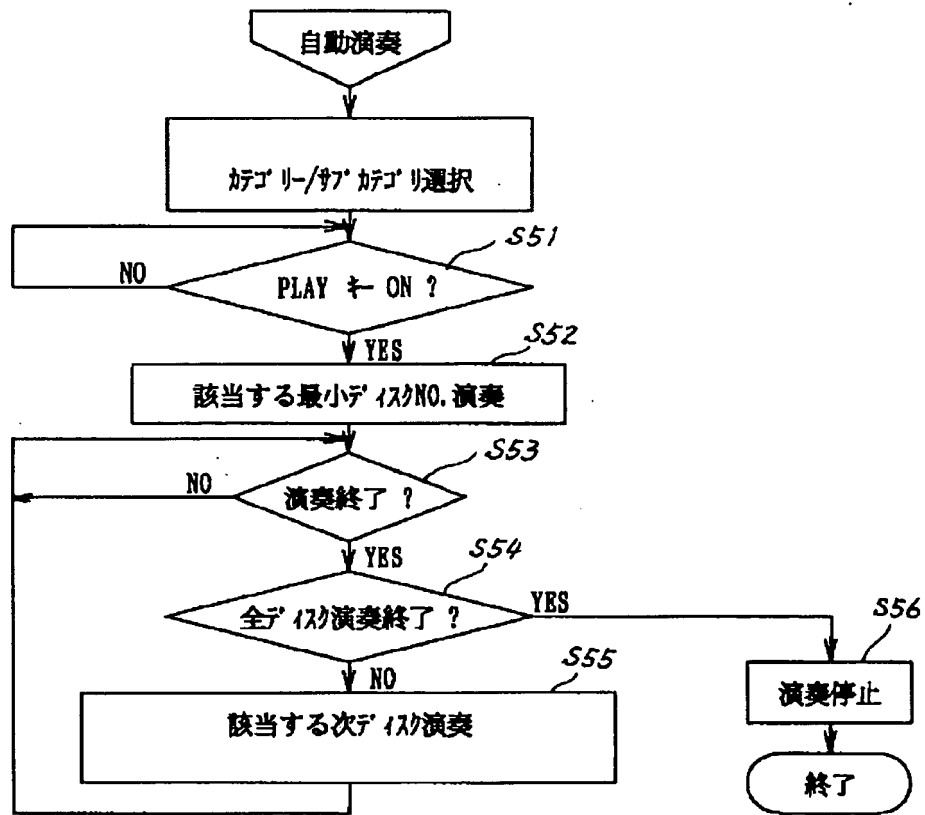 自動演奏
カテゴリー/サブカテゴリ選択
S51
NO
PLAY キー ON ?
YES
S52
該当する最小ディスクNO.演奏
S53
NO
演奏終了 ?
YES
S54
全ディスク演奏終了 ?
YES
S56
NO
S55
演奏停止
該当する次ディスク演奏
終了